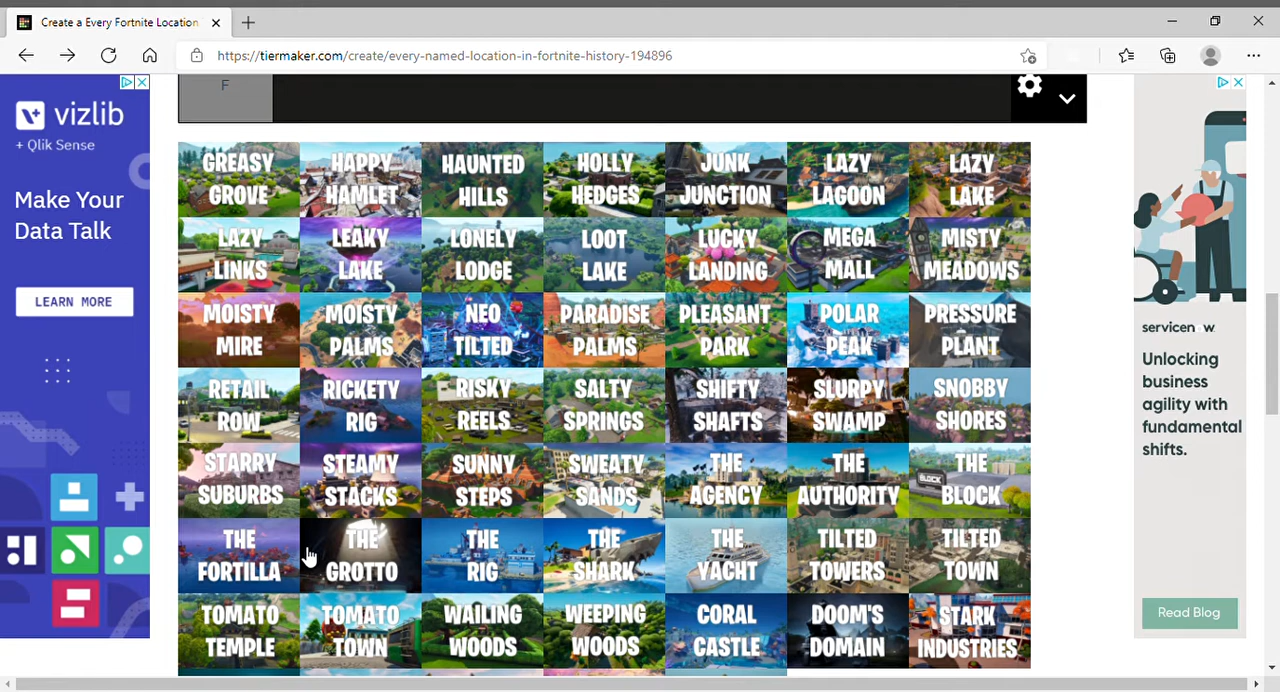 Create a Every Fortnite Location
https://tiermaker.com/create/every-named-location-in-fortnite-history-194896
vizlib
+ Qlik Sense
Make Your
Data Talk
LEARN MORE
F
GREASY GROVE
HAPPY HAMLET
HAUNTED HILLS
HOLLY HEDGES
JUNK JUNCTION
LAZY LAGOON
LAZY LAKE
LAZY LINKS
LEAKY LAKE
LONELY LODGE
LOOT LAKE
LUCKY LANDING
MEGA MALL
MISTY MEADOWS
MOISTY MIRE
MOISTY PALMS
NEO TILTED
PARADISE PALMS
PLEASANT PARK
POLAR PEAK
PRESSURE PLANT
RETAIL ROW
RICKETY RIG
RISKY REELS
SALTY SPRINGS
SHIFTY SHAFTS
SLURPY SWAMP
SNOBBY SHORES
STARRY SUBURBS
STEAMY STACKS
SUNNY STEPS
SWEATY SANDS
THE AGENCY
THE AUTHORITY
THE BLOCK
BLOCK
THE FORTILLA
THE GROTTO
THE RIG
THE SHARK
THE YACHT
TILTED TOWERS
TILTED TOWN
TOMATO TEMPLE
TOMATO TOWN
WAILING WOODS
WEEPING WOODS
CORAL CASTLE
DOOM'S DOMAIN
STARK INDUSTRIES
servicenow.
Unlocking
business
agility with
fundamental
shifts.
Read Blog